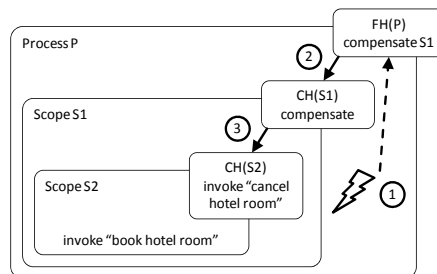 FH(P)
compensate S1
Process P
2
CH(S1)
compensate
Scope S1
3
CH(S2)
invoke “cancel
hotel room”
Scope S2
1
invoke “book hotel room”